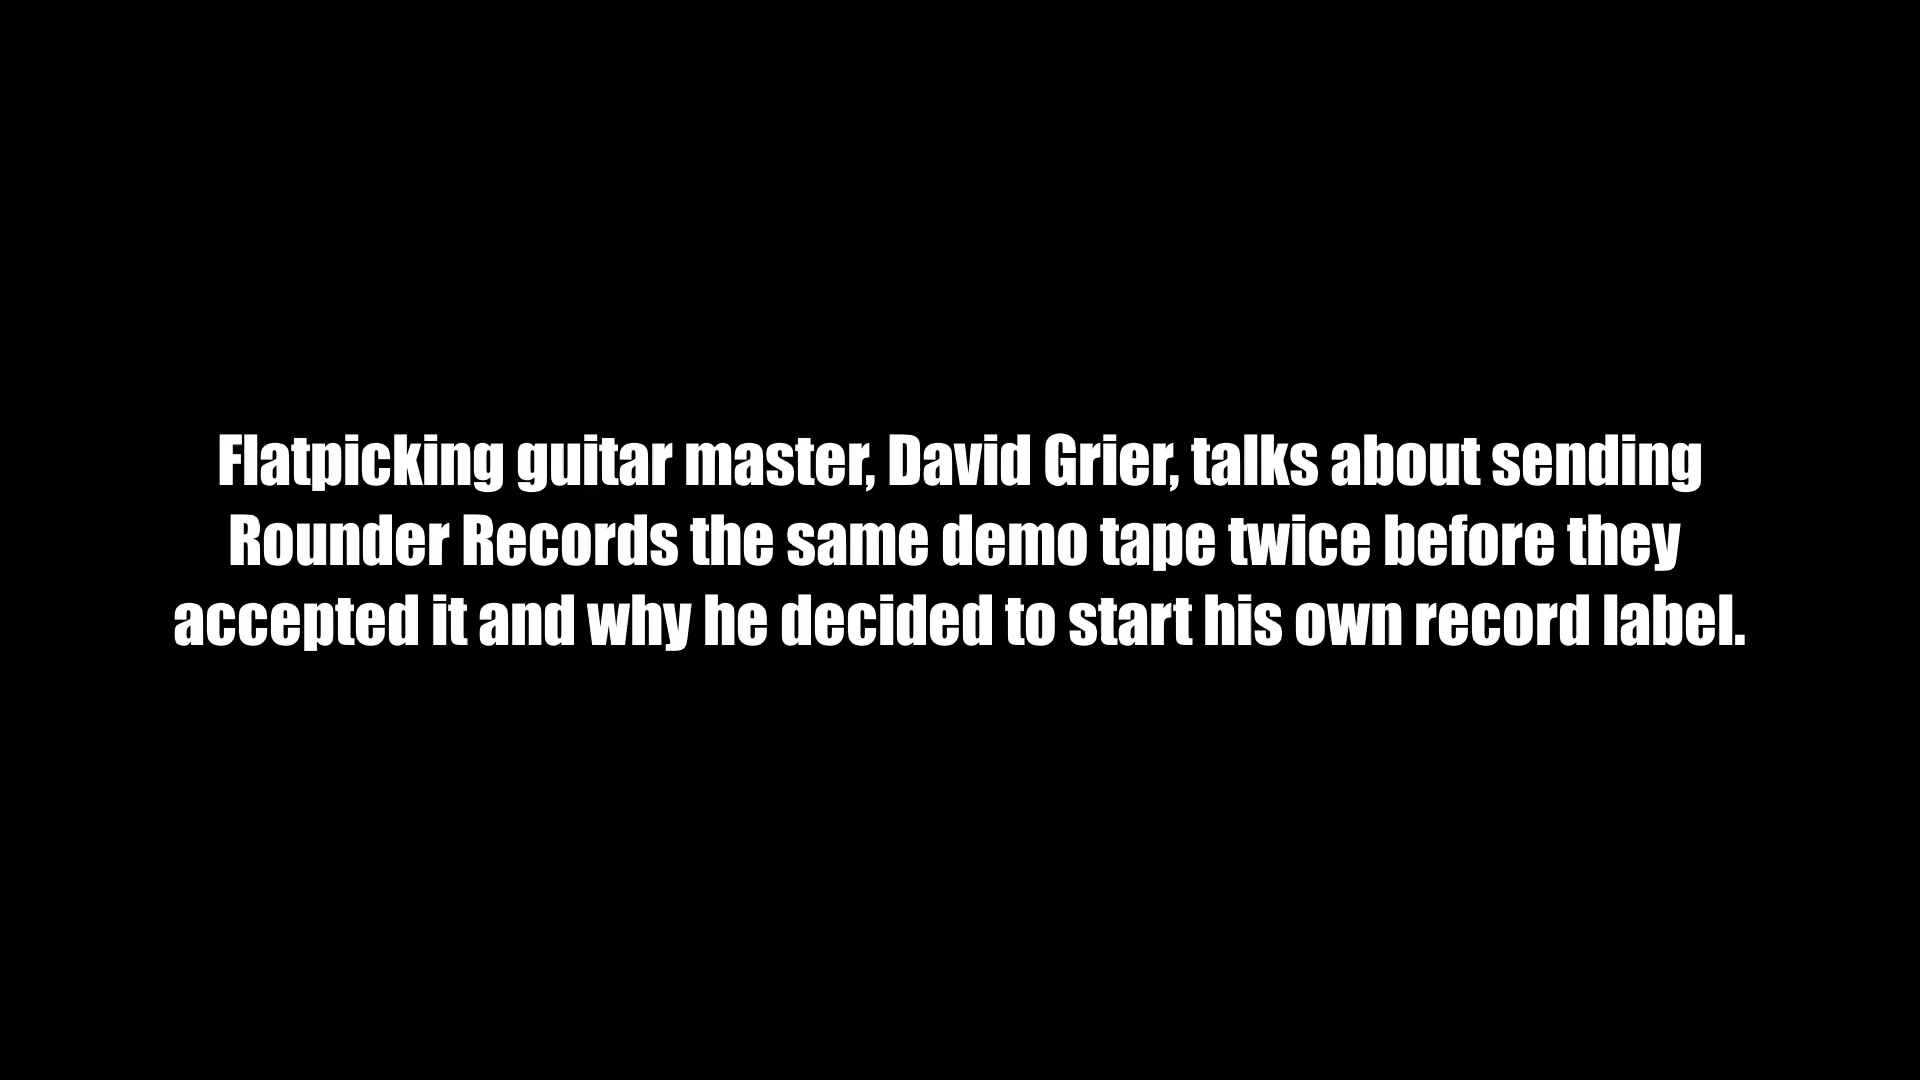 Flatpicking guitar master, David Grier, talks about sending
Rounder Records the same demo tape twice before they
accepted it and why he decided to start his own record label.